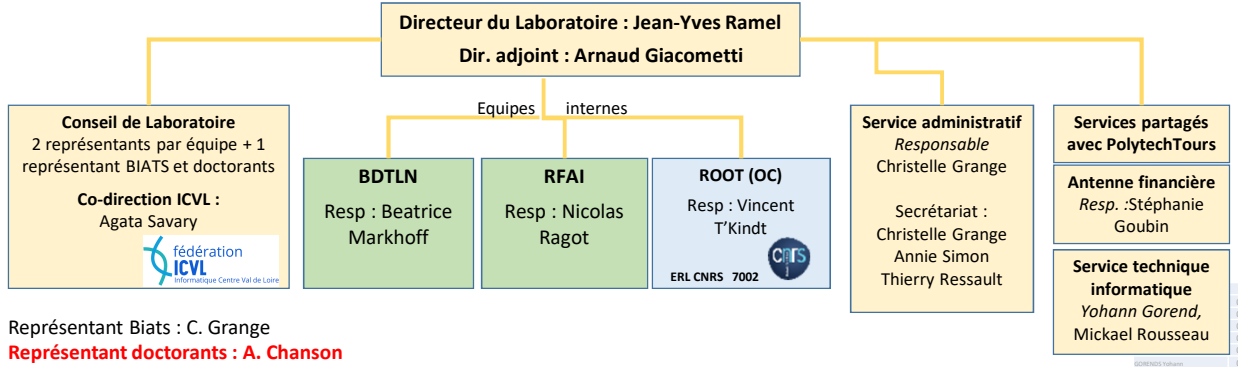 Directeur du Laboratoire : Jean-Yves Ramel
Dir. adjoint : Arnaud Giacometti
Equipes internes
Conseil de Laboratoire
2 représentants par équipe + 1
représentant BIATS et doctorants
Co-direction ICVL :
Agata Savary
fédération
ICVL
Informatique Centre Val de Loire
BDTLN
Resp : Beatrice
Markhoff
RFAI
Resp : Nicolas
Ragot
ROOT (OC)
Resp : Vincent
T'Kindt
cnrs
ERL CNRS 7002
Service administratif
Responsable
Christelle Grange
Secrétariat :
Christelle Grange
Annie Simon
Thierry Ressault
Services partagés
avec PolytechTours
Antenne financière
Resp. :Stéphanie
Goubin
Service technique
informatique
Yohann Gorend,
Mickael Rousseau
Représentant Biats : C. Grange
Représentant doctorants : A. Chanson